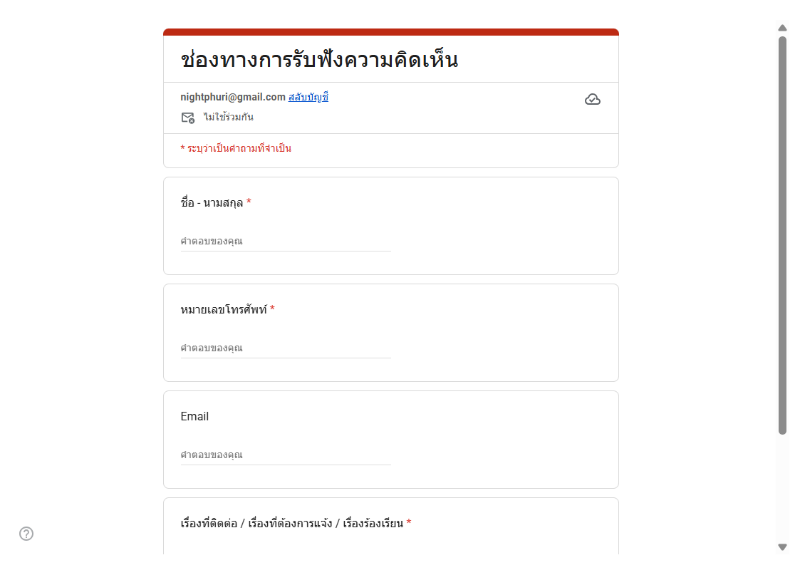 ช่องทางการรับฟังความคิดเห็น
nightphuri@gmail.com สลับบัญชี
ไม่ใช้ร่วมกัน
* ระบุว่าเป็นคำถามที่จำเป็น
ชื่อ - นามสกุล *
คำตอบของคุณ
หมายเลขโทรศัพท์ *
คำตอบของคุณ
Email
คำตอบของคุณ
เรื่องที่ติดต่อ / เรื่องที่ต้องการแจ้ง / เรื่องร้องเรียน *